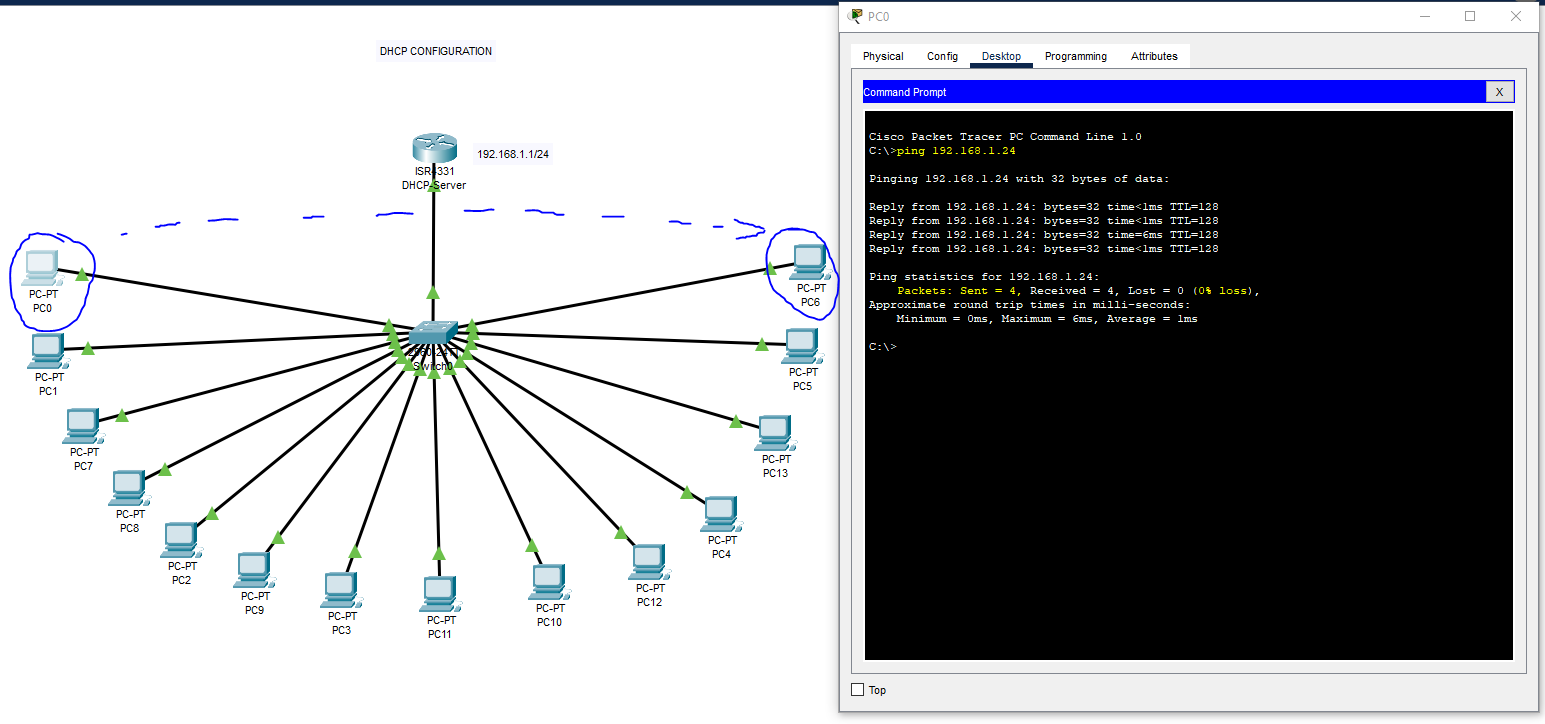 DHCP CONFIGURATION
192.168.1.1/24
ISR4331
DHCP-Server
PC-PT
PC0
PC-PT
PC6
2960-24TT
Switch0
PC-PT
PC1
PC-PT
PC5
PC-PT
PC7
PC-PT
PC13
PC-PT
PC8
PC-PT
PC4
PC-PT
PC2
PC-PT
PC9
PC-PT
PC12
PC-PT
PC3
PC-PT
PC11
PC-PT
PC10
PC0
Physical Config Desktop Programming Attributes
Command Prompt X
Cisco Packet Tracer PC Command Line 1.0
C:\>ping 192.168.1.24
Pinging 192.168.1.24 with 32 bytes of data:
Reply from 192.168.1.24: bytes=32 time<1ms TTL=128
Reply from 192.168.1.24: bytes=32 time<1ms TTL=128
Reply from 192.168.1.24: bytes=32 time=6ms TTL=128
Reply from 192.168.1.24: bytes=32 time<1ms TTL=128
Ping statistics for 192.168.1.24:
Packets: Sent = 4, Received = 4, Lost = 0 (0% loss),
Approximate round trip times in milli-seconds:
Minimum = 0ms, Maximum = 6ms, Average = 1ms
C:\>
Top